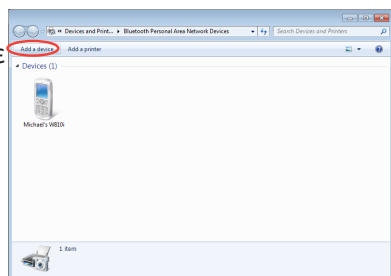 Devices and Print... Bluetooth Personal Area Network Devices Search Devices and Printers
Add a device Add a printer
Devices (1)
Michael's W810i
1 item